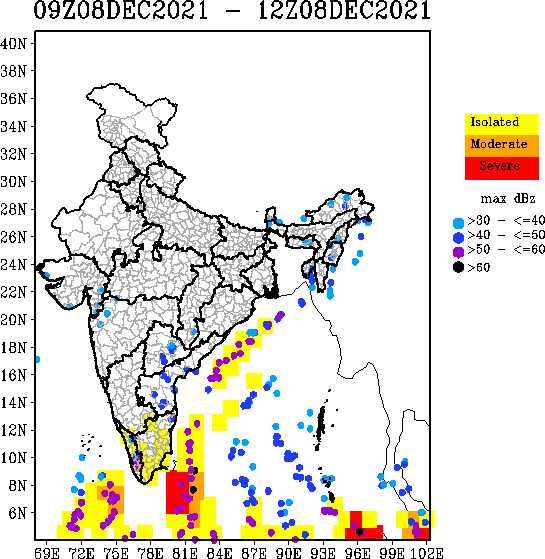 09Z08DEC2021 - 12Z08DEC2021
40N
38N
36N
34N
32N
30N
28N
26N
24N
22N
20N
18N
16N
14N
12N
10N
8N
6N
69E 72E 75E 78E 81E 84E 87E 90E 93E 96E 99E 102E
Isolated
Moderate
Severe
max dBz
>30 - <=40
>40 - <=50
>50 - <=60
>60